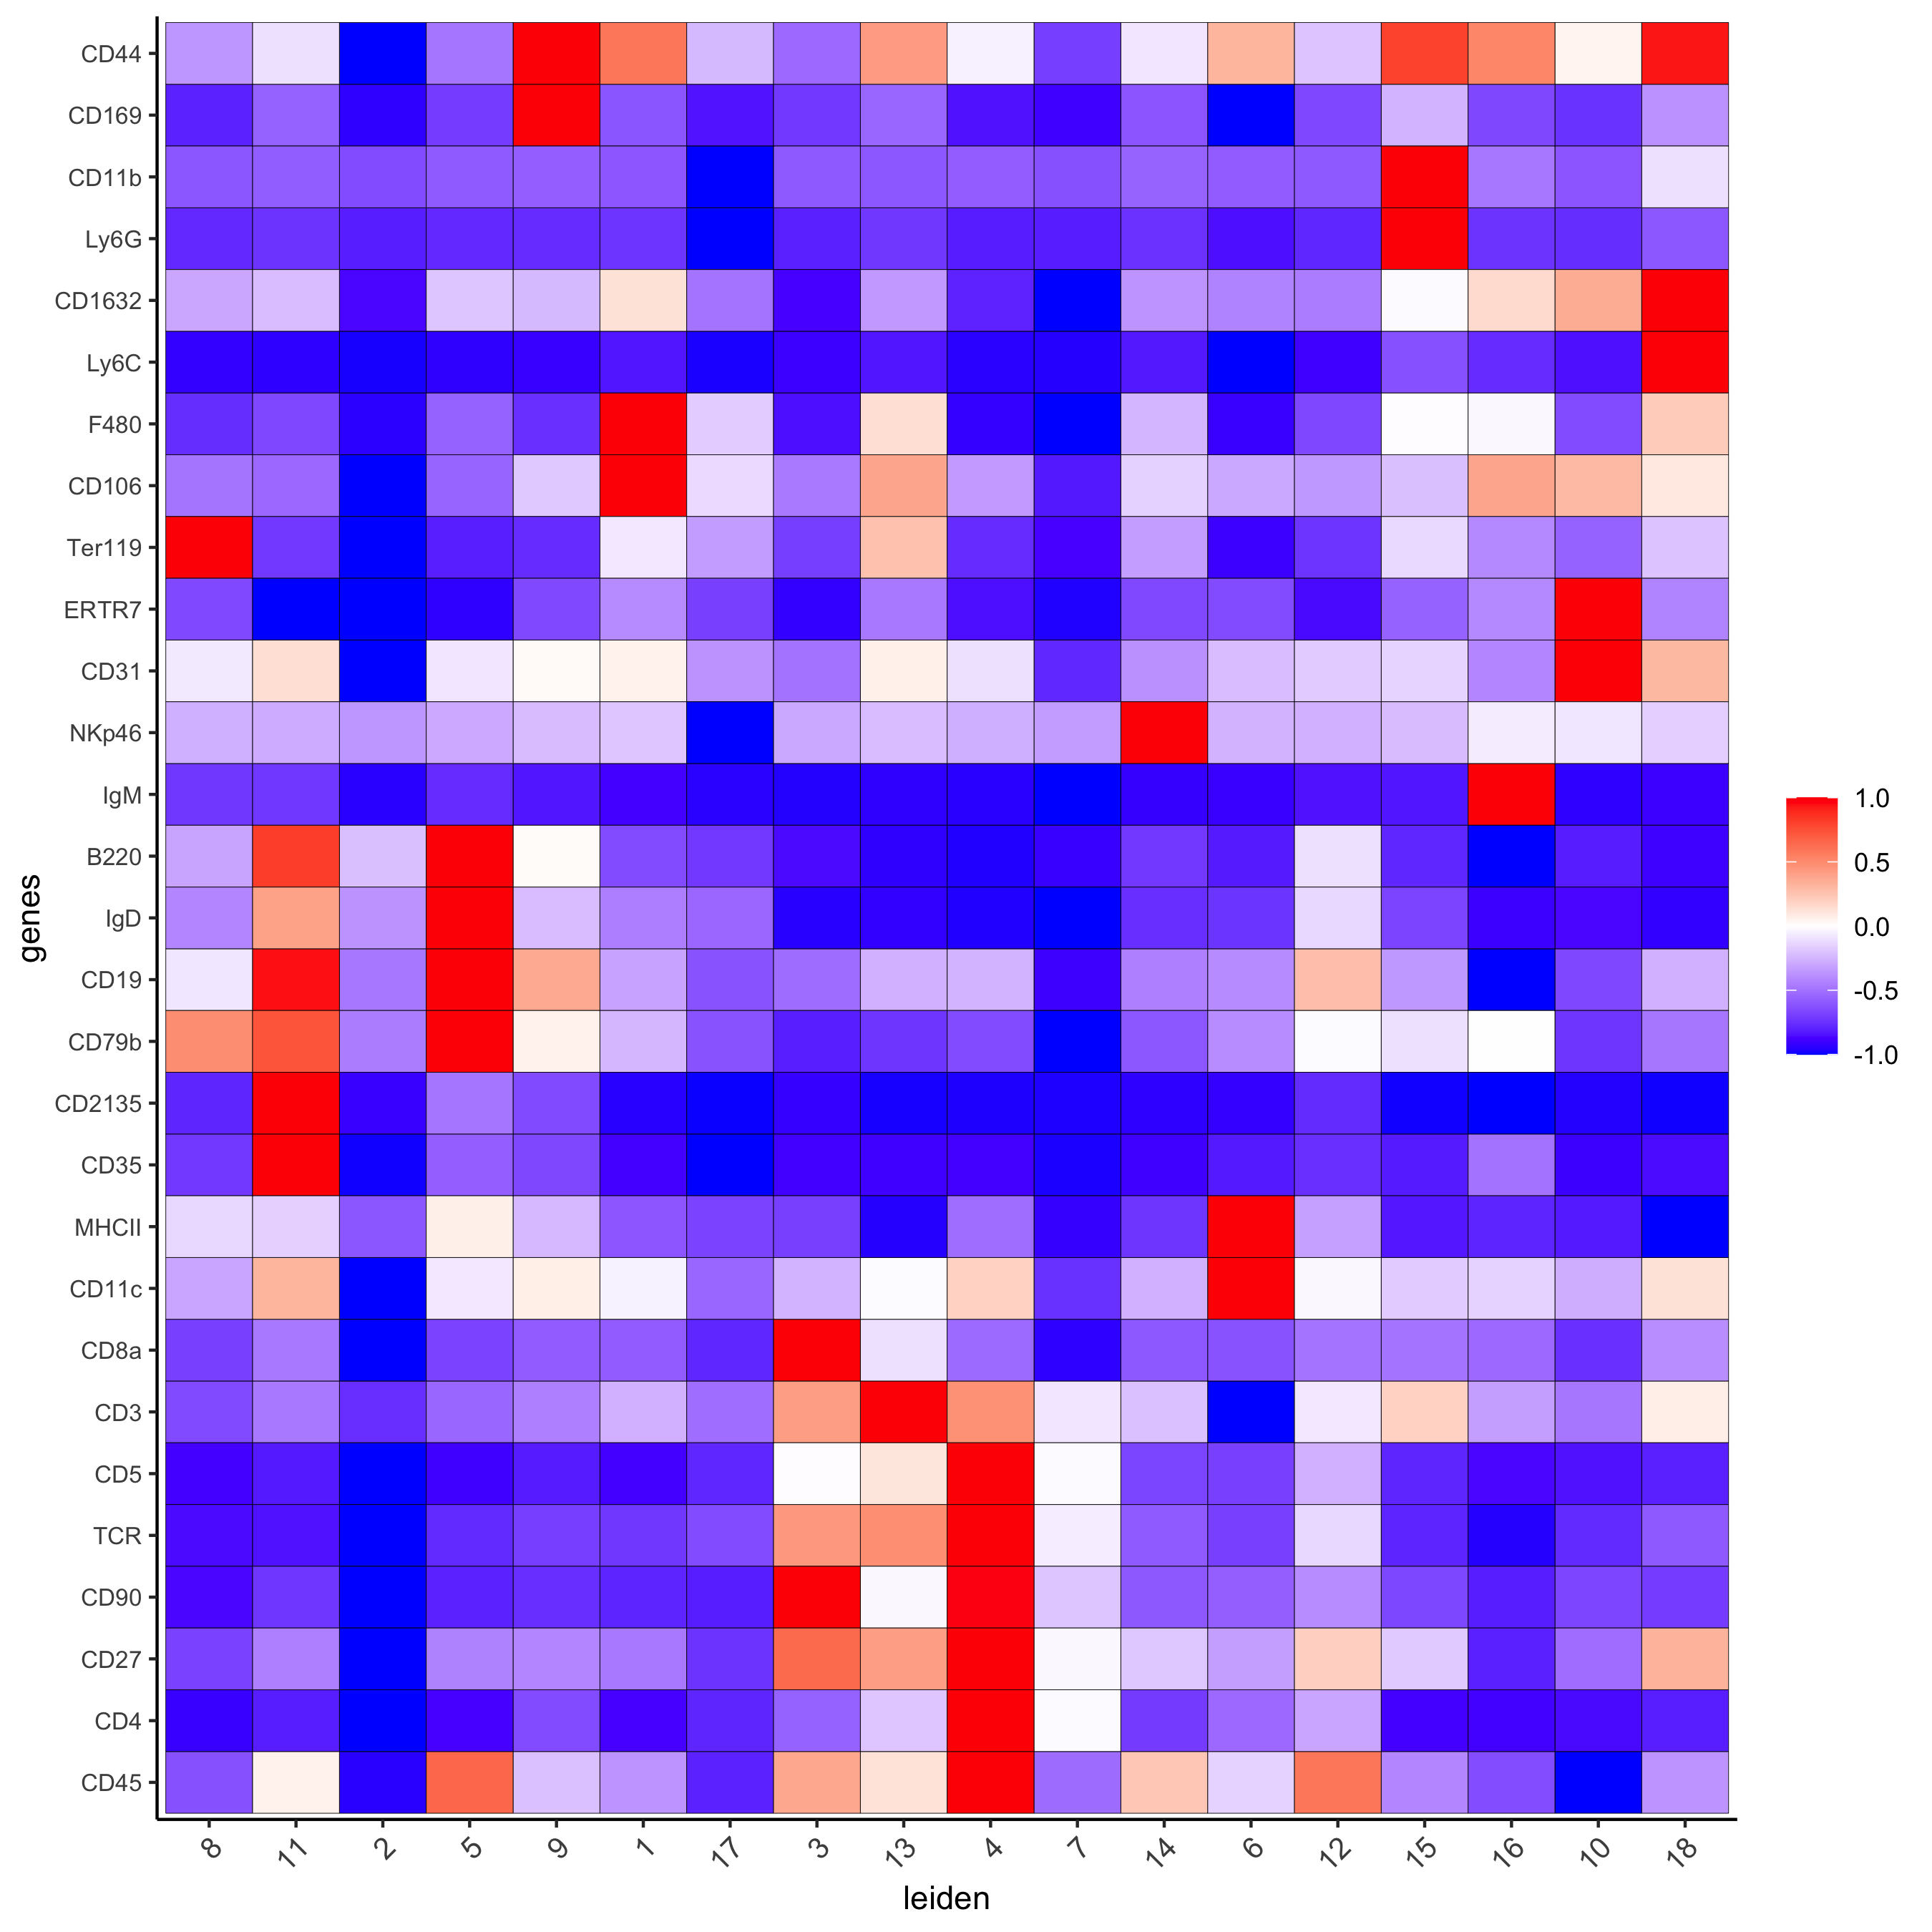 CD44
CD169
CD11b
Ly6G
CD1632
Ly6C
F480
CD106
Ter119
ERTR7
CD31
NKp46
IgM
B220
IgD
CD19
CD79b
CD2135
CD35
MHCII
CD11c
CD8a
CD3
CD5
TCR
CD90
CD27
CD4
CD45
genes
8 11 2 5 9 1 17 3 13 4 7 14 6 12 15 16 10 18
leiden
1.0
0.5
0.0
-0.5
-1.0